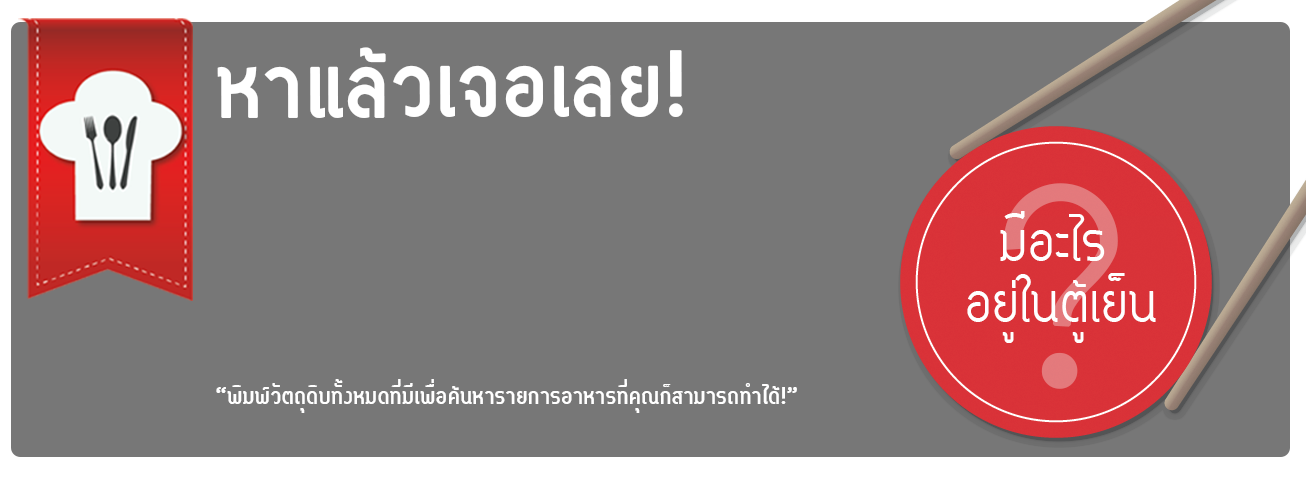 หาแล้วเจอเลย!
?
มีอะไร
อยู่ในตู้เย็น
“พิมพ์วัตถุดิบทั้งหมดที่มีเพื่อค้นหารายการอาหารที่คุณก็สามารถทำได้!”